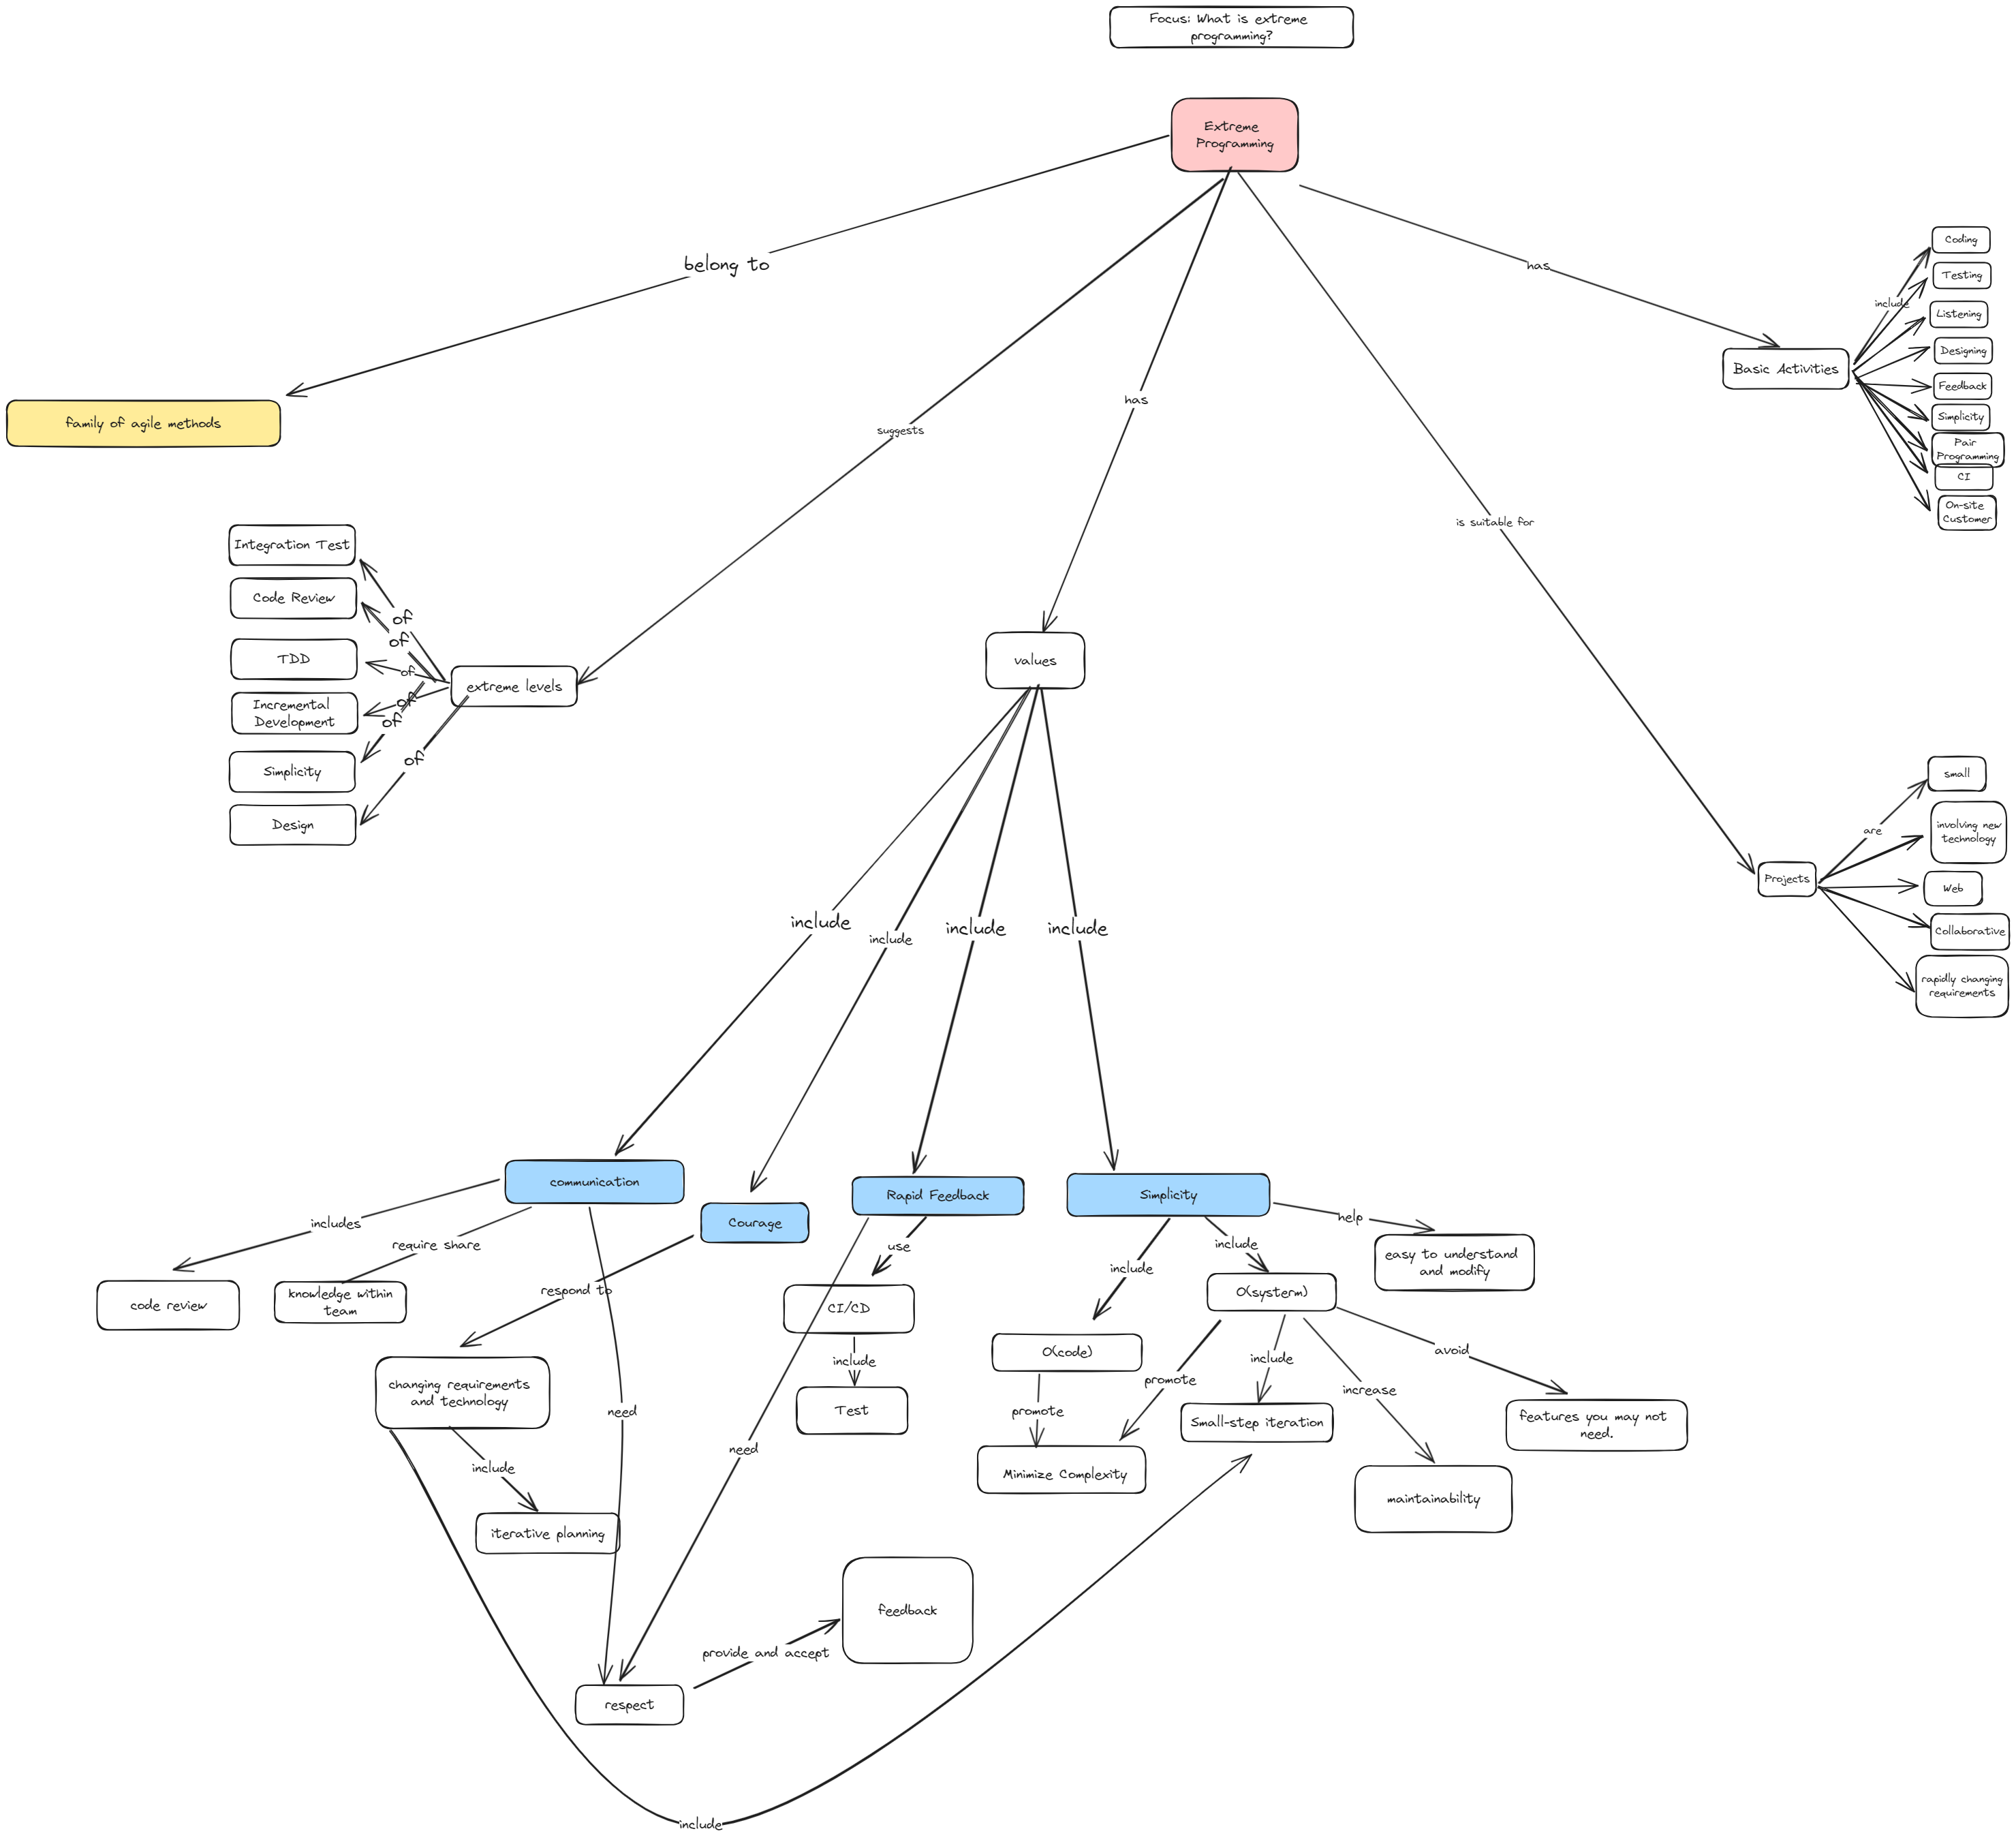 Focus: What is extreme
programming?
Extreme
Programming
belong to
has
has
suggests
is suitable for
Coding
Testing
include
Listening
Designing
Basic Activities
Feedback
Simplicity
Pair
Programming
CI
On-site
Customer
family of agile methods
Integration Test
Code Review
TDD
Incremental
Development
Simplicity
Design
of
of
of
of
of
of
extreme levels
values
small
are
involving new
technology
Projects
Web
Collaborative
rapidly changing
requirements
include
include
include
include
communication
Courage
Rapid Feedback
Simplicity
includes
require share
respond to
use
need
need
include
include
help
code review
knowledge within
team
changing requirements
and technology
include
iterative planning
CI/CD
include
Test
O(code)
promote
Minimize Complexity
O(systerm)
promote
include
increase
avoid
Small-step iteration
maintainability
features you may not
need.
easy to understand
and modify
respect
provide and accept
feedback
include